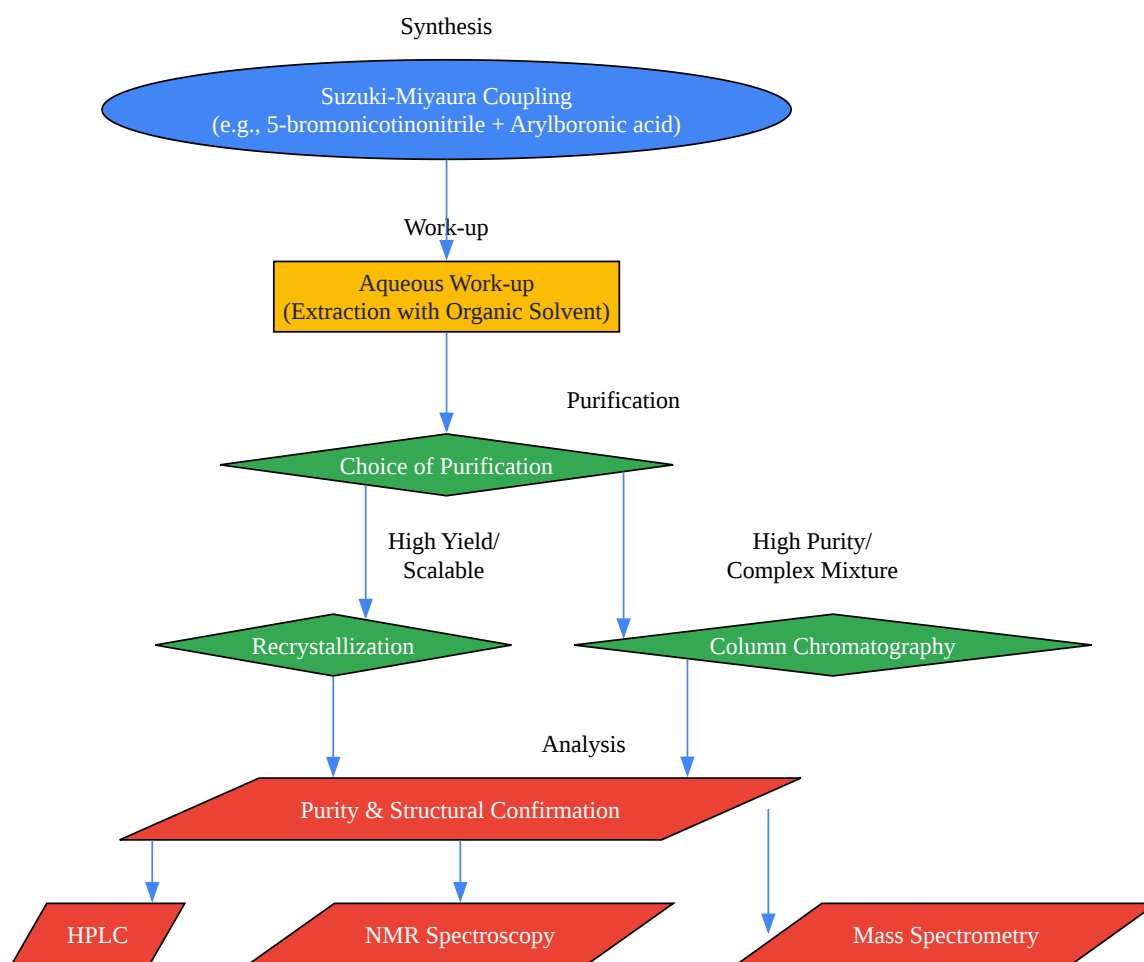 Synthesis
Suzuki-Miyaura Coupling
(e.g., 5-bromonicotinonitrile + Arylboronic acid)
Work-up
Aqueous Work-up
(Extraction with Organic Solvent)
Purification
Choice of Purification
High Yield/
Scalable
High Purity/
Complex Mixture
Recrystallization
Column Chromatography
Analysis
Purity & Structural Confirmation
HPLC
NMR Spectroscopy
Mass Spectrometry